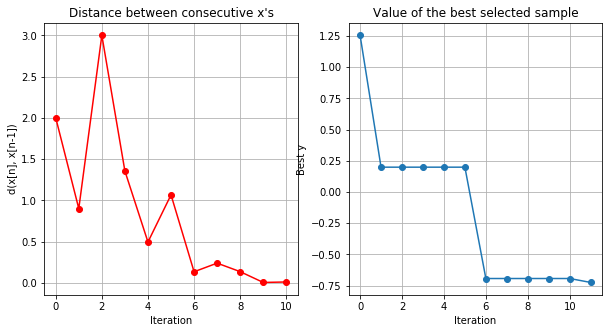 Distance between consecutive x's
d(x[n], x[n-1])
3.0
2.5
2.0
1.5
1.0
0.5
0.0
0 2 4 6 8 10
Iteration
Value of the best selected sample
Best y
1.25
1.00
0.75
0.50
0.25
0.00
−0.25
−0.50
−0.75
0 2 4 6 8 10
Iteration